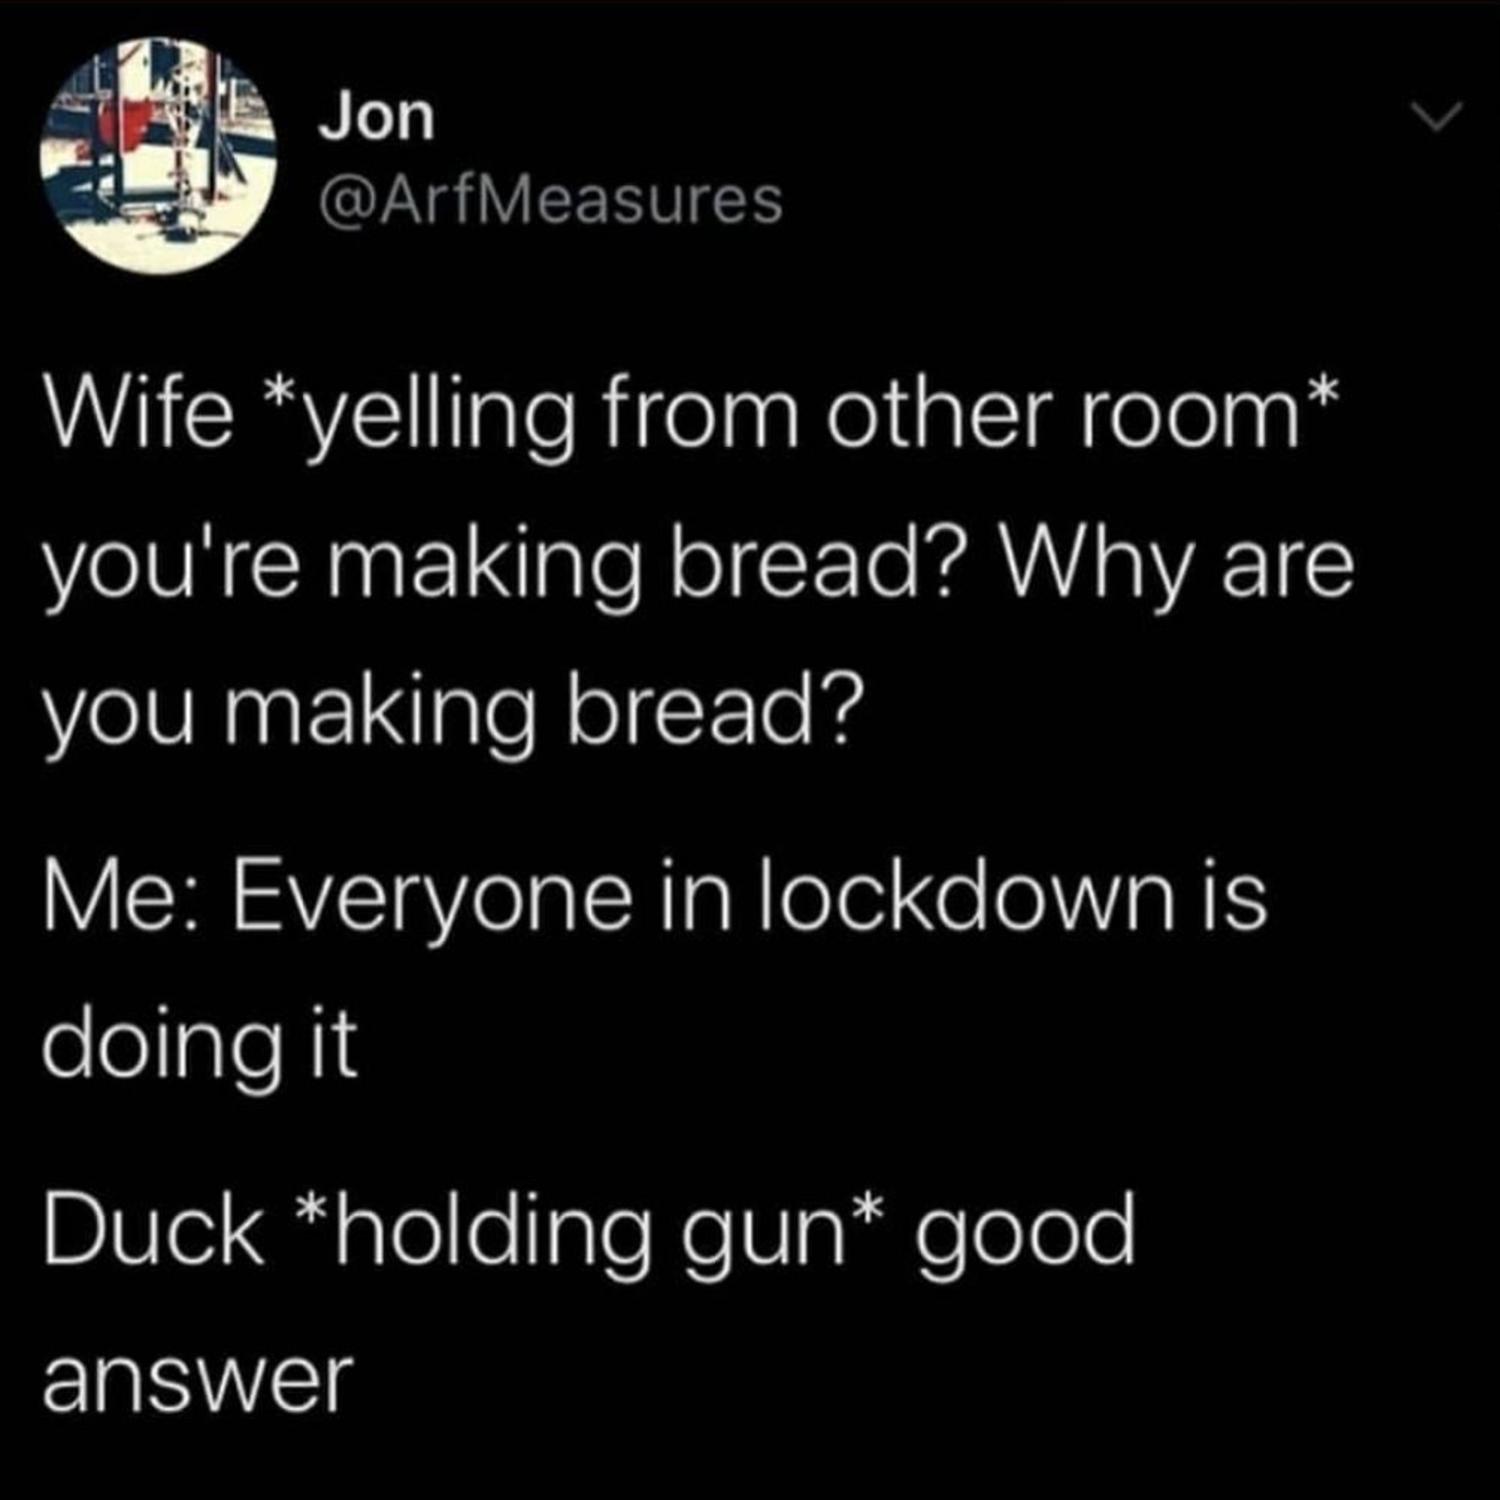 Jon
@ArfMeasures
Wife *yelling from other room*
you're making bread? Why are
you making bread?
Me: Everyone in lockdown is
doing it
Duck *holding gun* good
answer